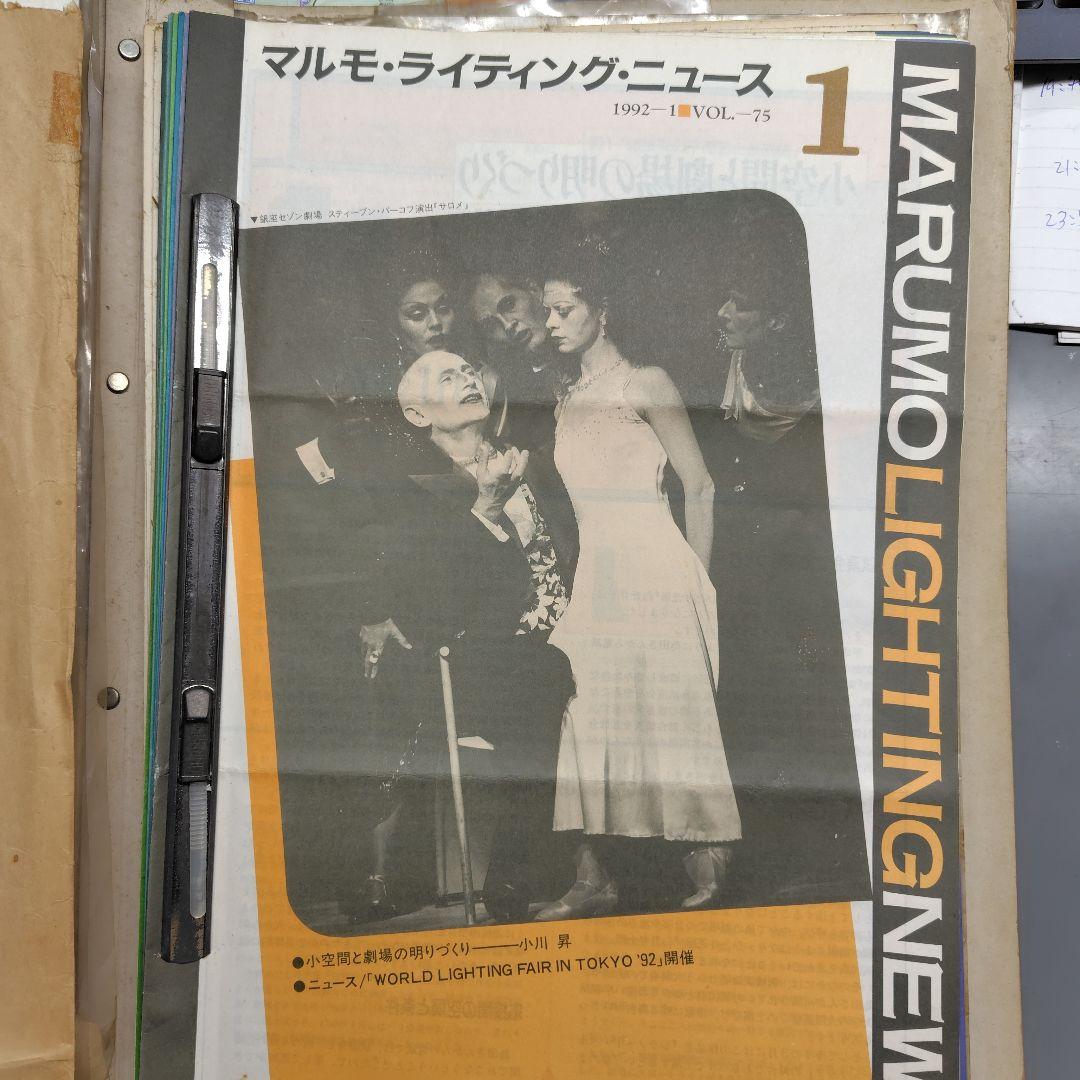 マルモ・ライティング・ニュース
1992—1■VOL.—75
1
▼銀座セゾン劇場 スティーブン・バーコフ演出「サロメ」
MARUMO LIGHTING NEW
●小空間と劇場の明りづくり———小川 昇
●ニュース/「WORLD LIGHTING FAIR IN TOKYO '92」開催